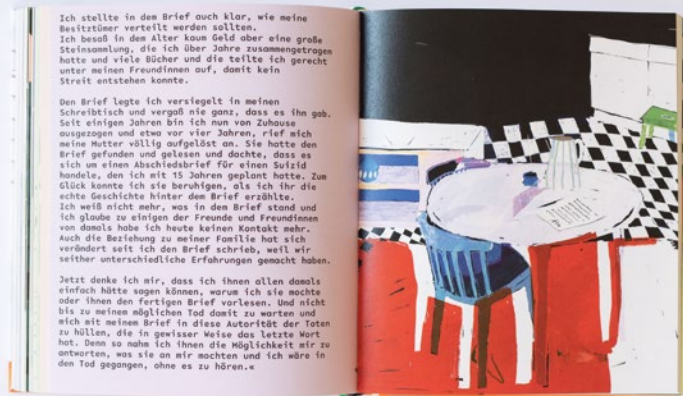 Ich stellte in dem Brief auch klar, wie meine
Besitztümer verteilt werden sollten.
Ich besaß in dem Alter kaum Geld aber eine große
Steinsammlung, die ich über Jahre zusammengetragen
hatte und viele Bücher und die teilte ich gerecht
unter meinen Freundinnen auf, damit kein
Streit entstehen konnte.
Den Brief legte ich versiegelt in meinen
Schreibtisch und vergaß nie ganz, dass es ihn gab.
Seit einigen Jahren bin ich nun von Zuhause
ausgezogen und etwa vor vier Jahren, rief mich
meine Mutter völlig aufgelöst an. Sie hatte den
Brief gefunden und gelesen und dachte, dass es
sich um einen Abschiedsbrief für einen Suizid
handele, den ich mit 15 Jahren geplant hatte. Zum
Glück konnte ich sie beruhigen, als ich ihr die
echte Geschichte hinter dem Brief erzählte.
Ich weiß nicht mehr, was in dem Brief stand und
ich glaube zu einigen der Freunde und Freundinnen
von damals habe ich heute keinen Kontakt mehr.
Auch die Beziehung zu meiner Familie hat sich
verändert seit ich den Brief schrieb, weil wir
seither unterschiedliche Erfahrungen gemacht haben.
Jetzt denke ich mir, dass ich ihnen allen damals
einfach hätte sagen können, warum ich sie mochte
oder ihnen den fertigen Brief vorlesen. Und nicht
bis zu meinem möglichen Tod damit zu warten und
mich mit meinem Brief in diese Autorität der Toten
zu hüllen, die in gewisser Weise das letzte Wort
hat. Denn so nahm ich ihnen die Möglichkeit mir zu
antworten, was sie an mir mochten und ich wäre in
den Tod gegangen, ohne es zu hören.«